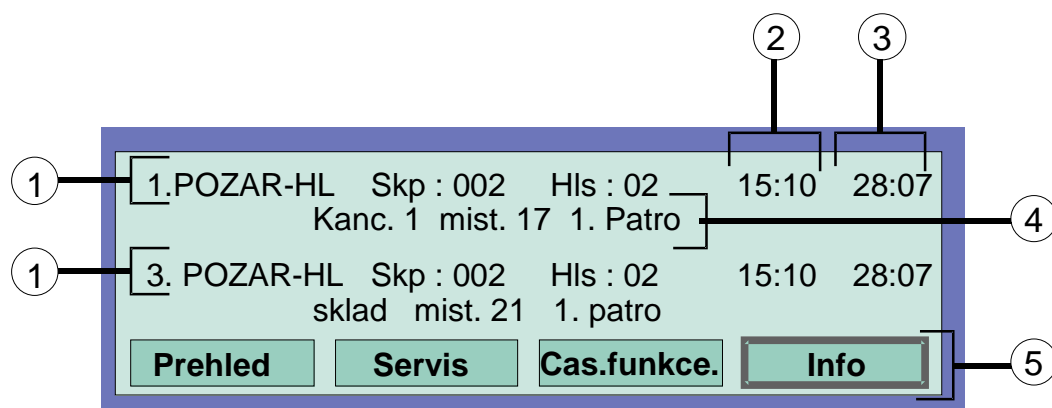 2 3
1 1.POZAR-HL Skp : 002 Hls : 02 15:10 28:07
Kanc. 1 mist. 17 1. Patro 4
1 3. POZAR-HL Skp : 002 Hls : 02 15:10 28:07
sklad mist. 21 1. patro
Prehled Servis Cas.funkce. Info 5